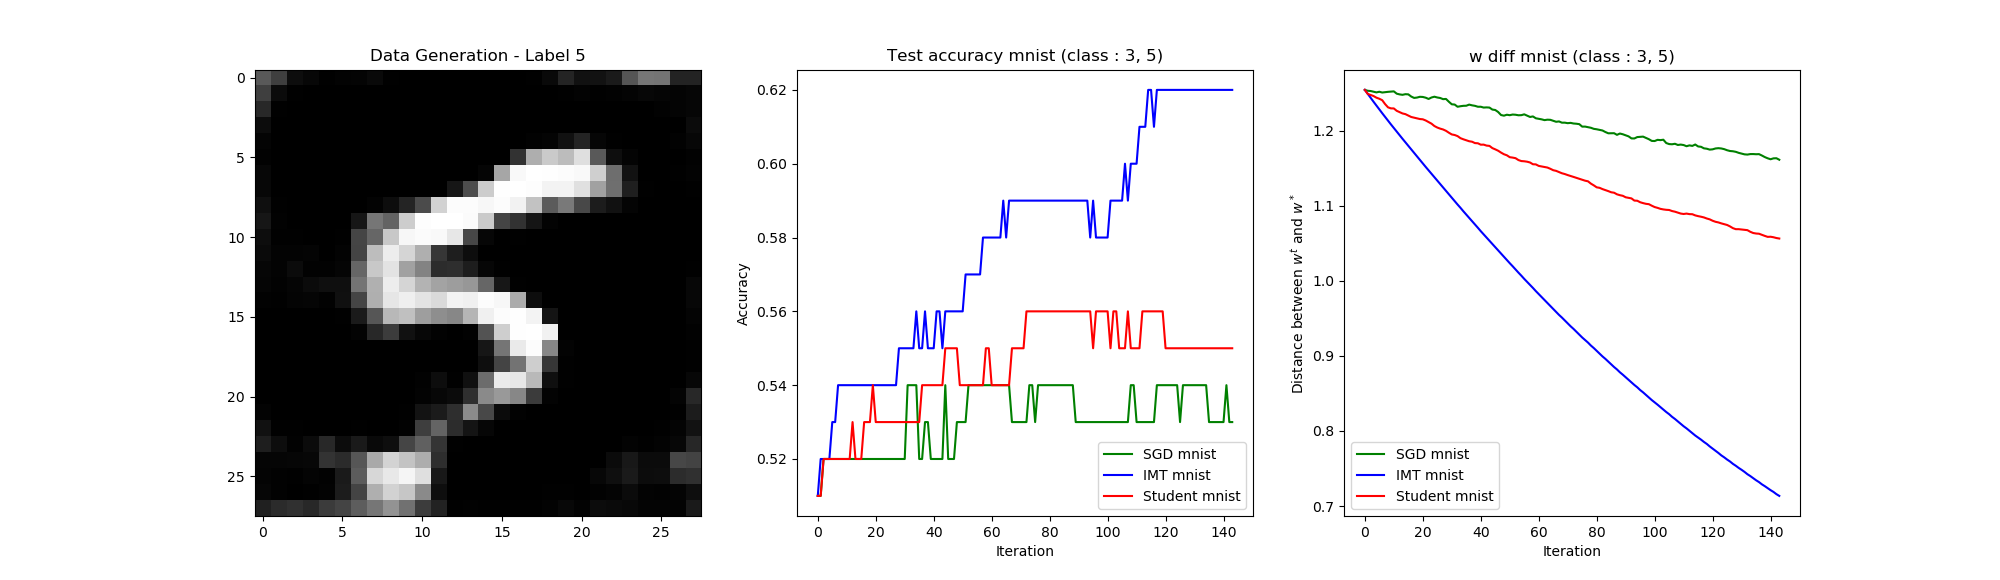 Data Generation - Label 5
0
5
10
15
20
25
0 5 10 15 20 25
Test accuracy mnist (class : 3, 5)
Accuracy
0.62
0.60
0.58
0.56
0.54
0.52
SGD mnist
IMT mnist
Student mnist
0 20 40 60 80 100 120 140
Iteration
w diff mnist (class : 3, 5)
Distance between w^t and w^*
1.2
1.1
1.0
0.9
0.8
0.7
SGD mnist
IMT mnist
Student mnist
0 20 40 60 80 100 120 140
Iteration